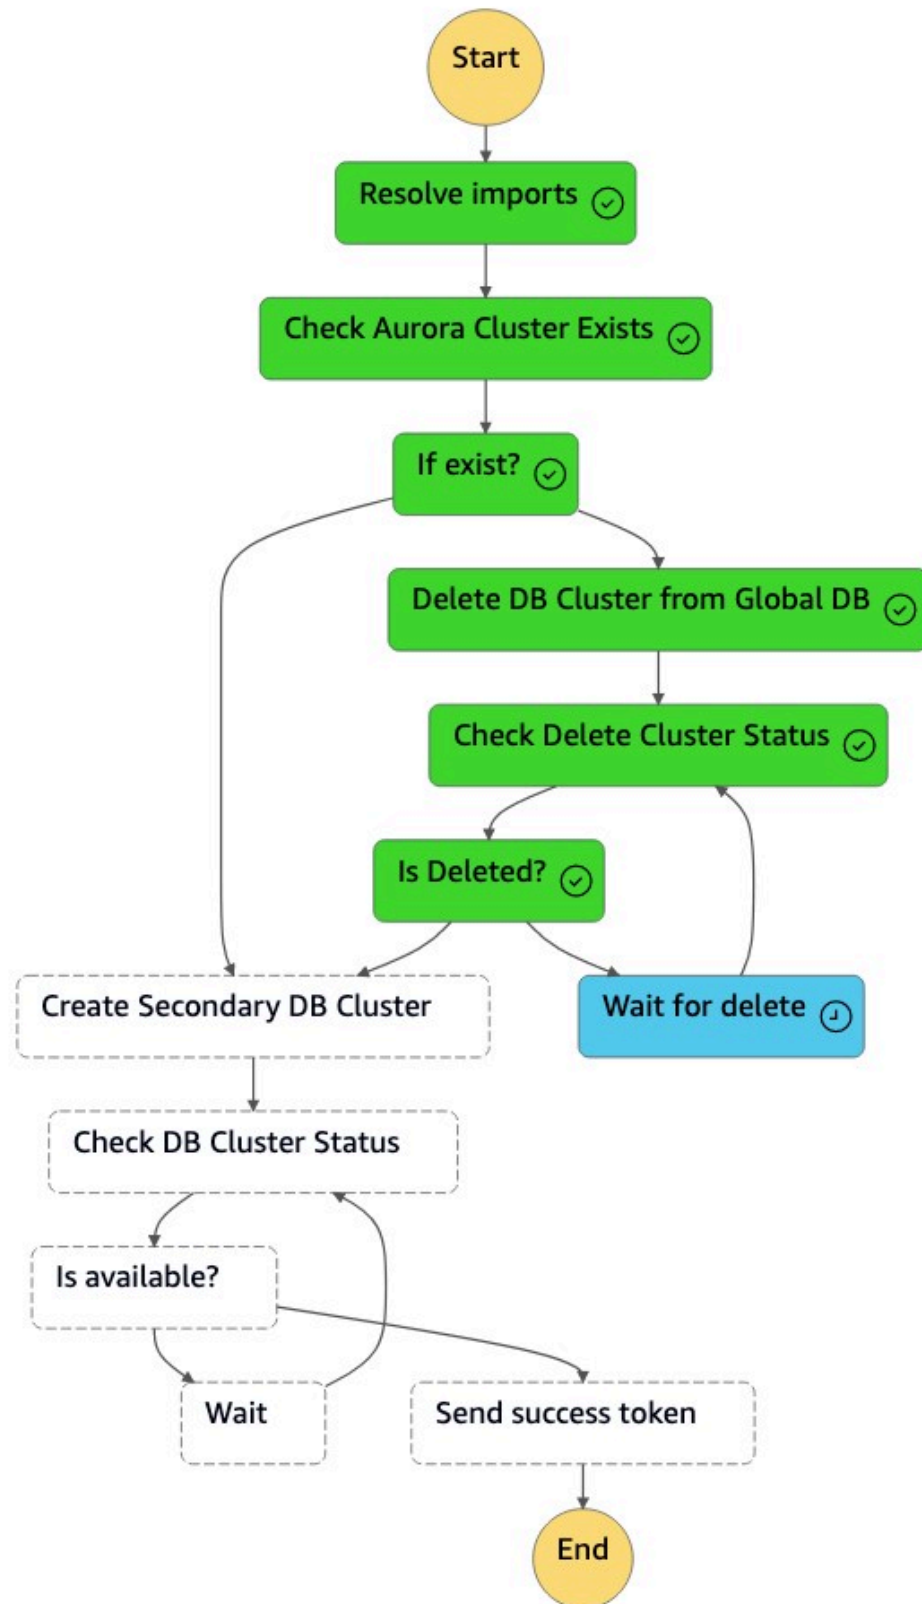 Start
Resolve imports
Check Aurora Cluster Exists
If exist?
Delete DB Cluster from Global DB
Check Delete Cluster Status
Is Deleted?
Create Secondary DB Cluster
Wait for delete
Check DB Cluster Status
Is available?
Wait
Send success token
End